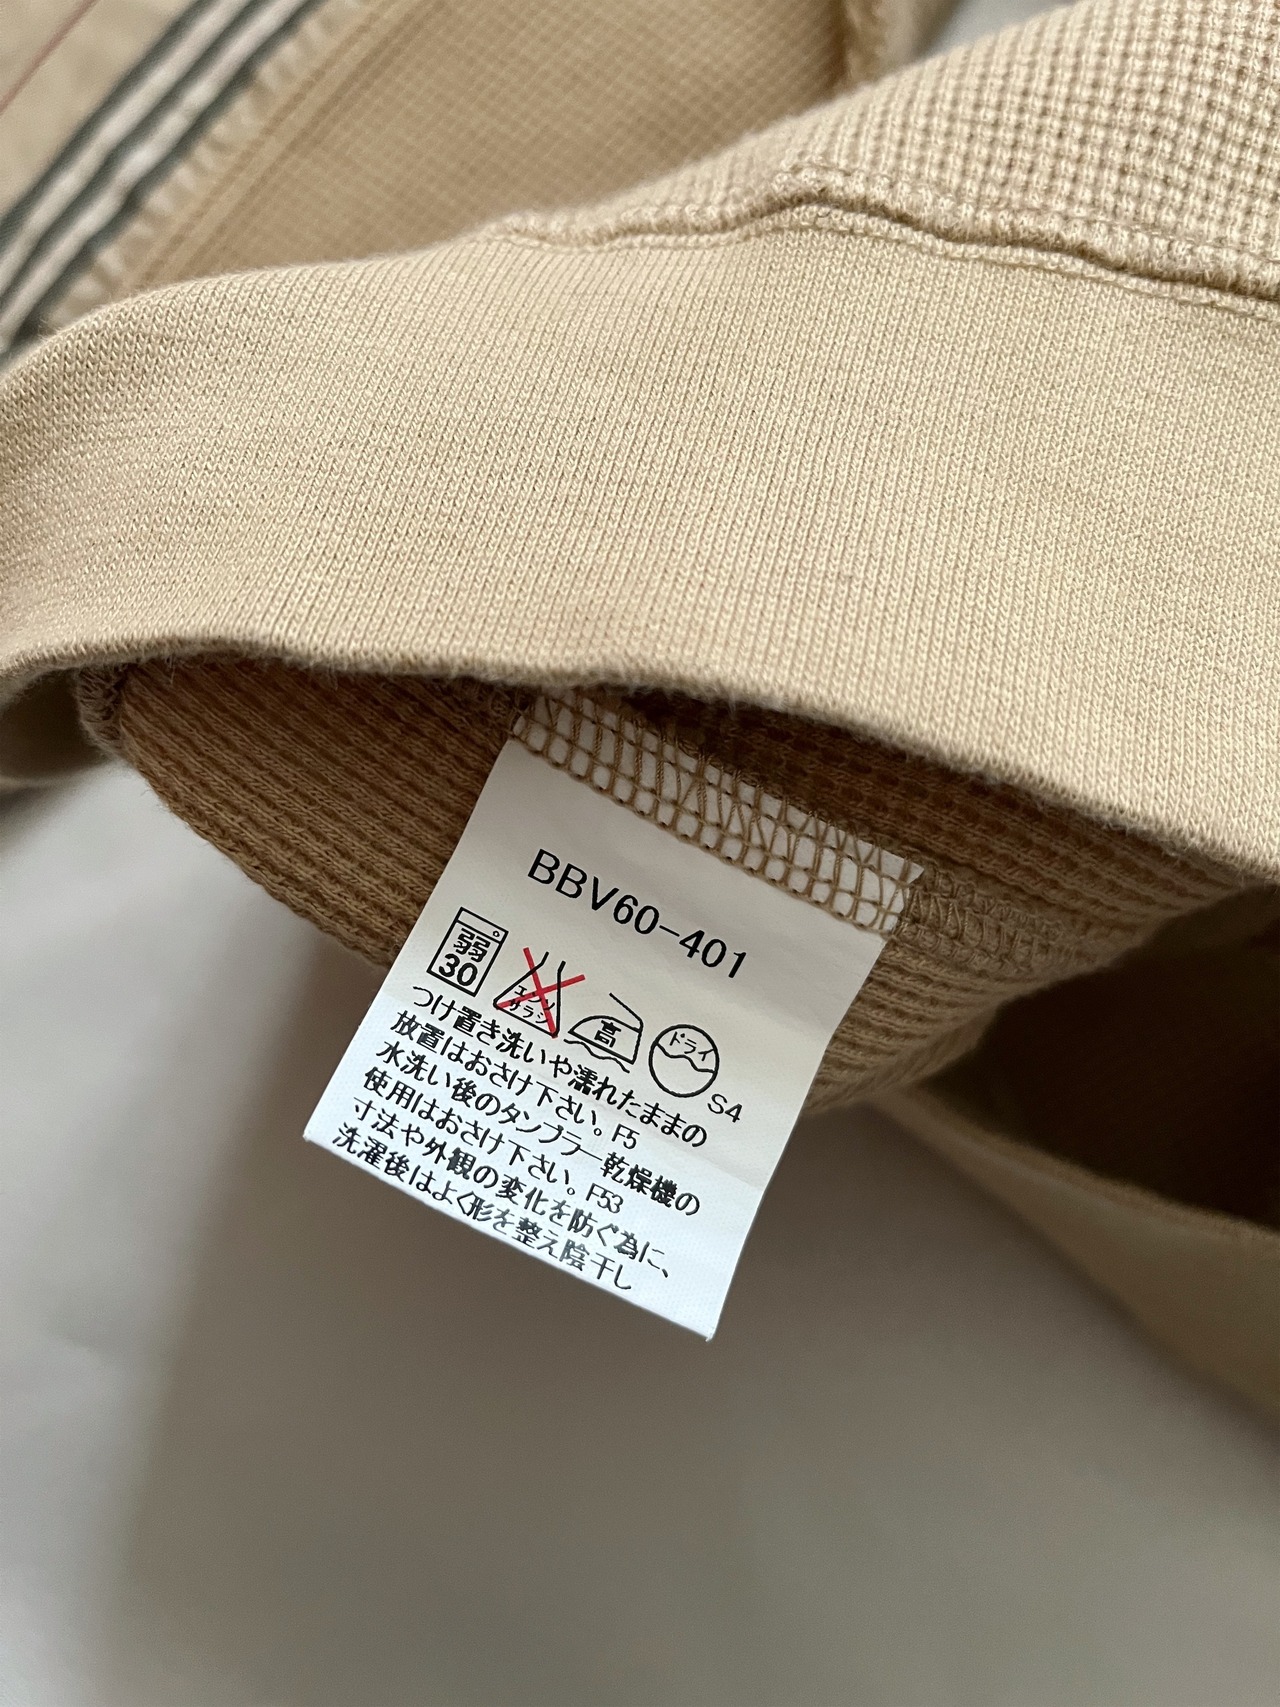 BBV60-401
弱
30
エンソ
サラシ
高
ドライ
S4
つけ置き洗いや濡れたままの
放置はおさけ下さい。F5
水洗い後のタンブラー乾燥機の
使用はおさけ下さい。F53
寸法や外観の変化を防ぐ為に、
洗濯後はよく形を整え陰干し